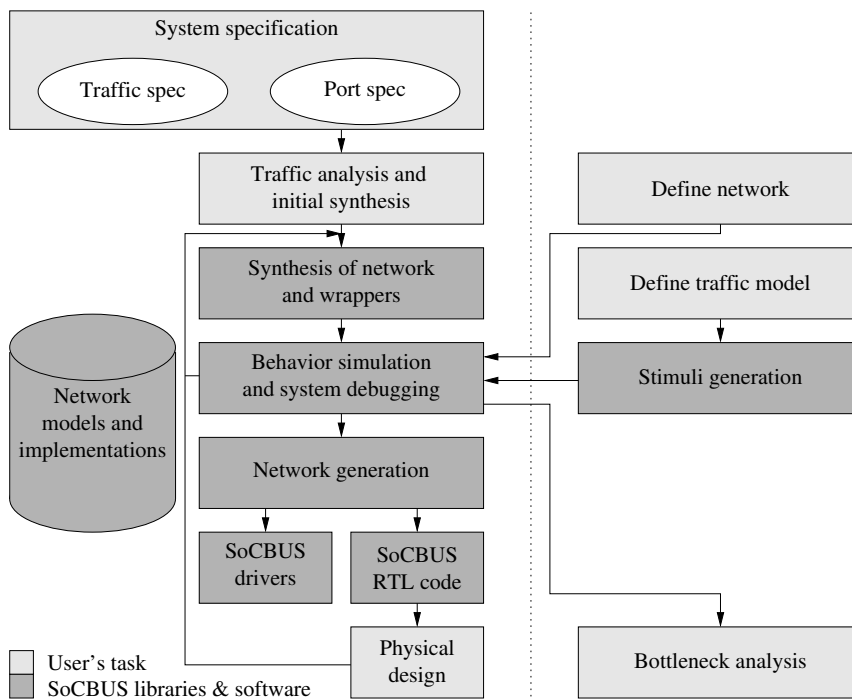 System specification
Traffic spec
Port spec
Traffic analysis and
initial synthesis
Define network
Synthesis of network
and wrappers
Define traffic model
Behavior simulation
and system debugging
Stimuli generation
Network
models and
implementations
Network generation
SoCBUS
drivers
SoCBUS
RTL code
Physical
design
Bottleneck analysis
User's task
SoCBUS libraries & software